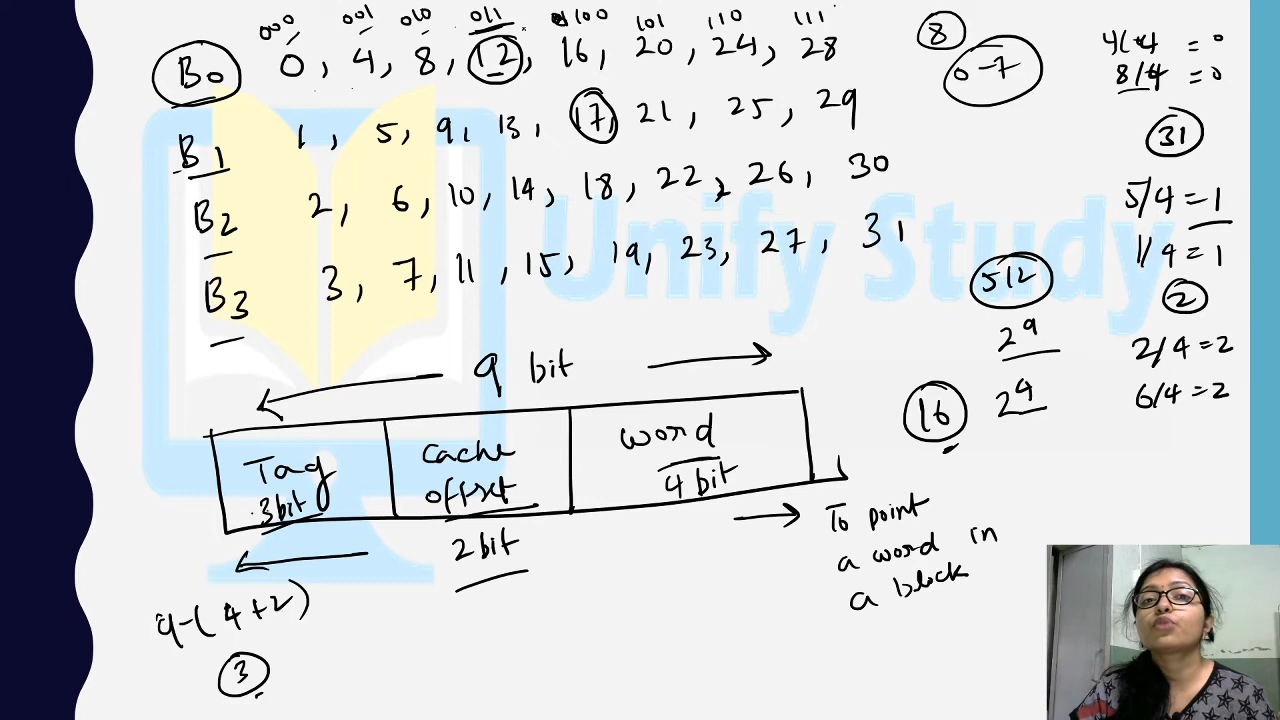 000 001 010 011 100 101 110 111
B0 0, 4, 8, 12, 16, 20, 24, 28
B1 1, 5, 9, 13, 17, 21, 25, 29
B2 2, 6, 10, 14, 18, 22, 26, 30
B3 3, 7, 11, 15, 19, 23, 27, 31
8
0-7
4/4 = 0
8/4 = 0
31
5/4 = 1
1/4 = 1
2
2/4 = 2
6/4 = 2
512
2^9
16 2^4
Unify Study
9 bit
Tag
3bit
cache
offset
2bit
word
4 bit
To point
a word in
a block
9-(4+2)
3